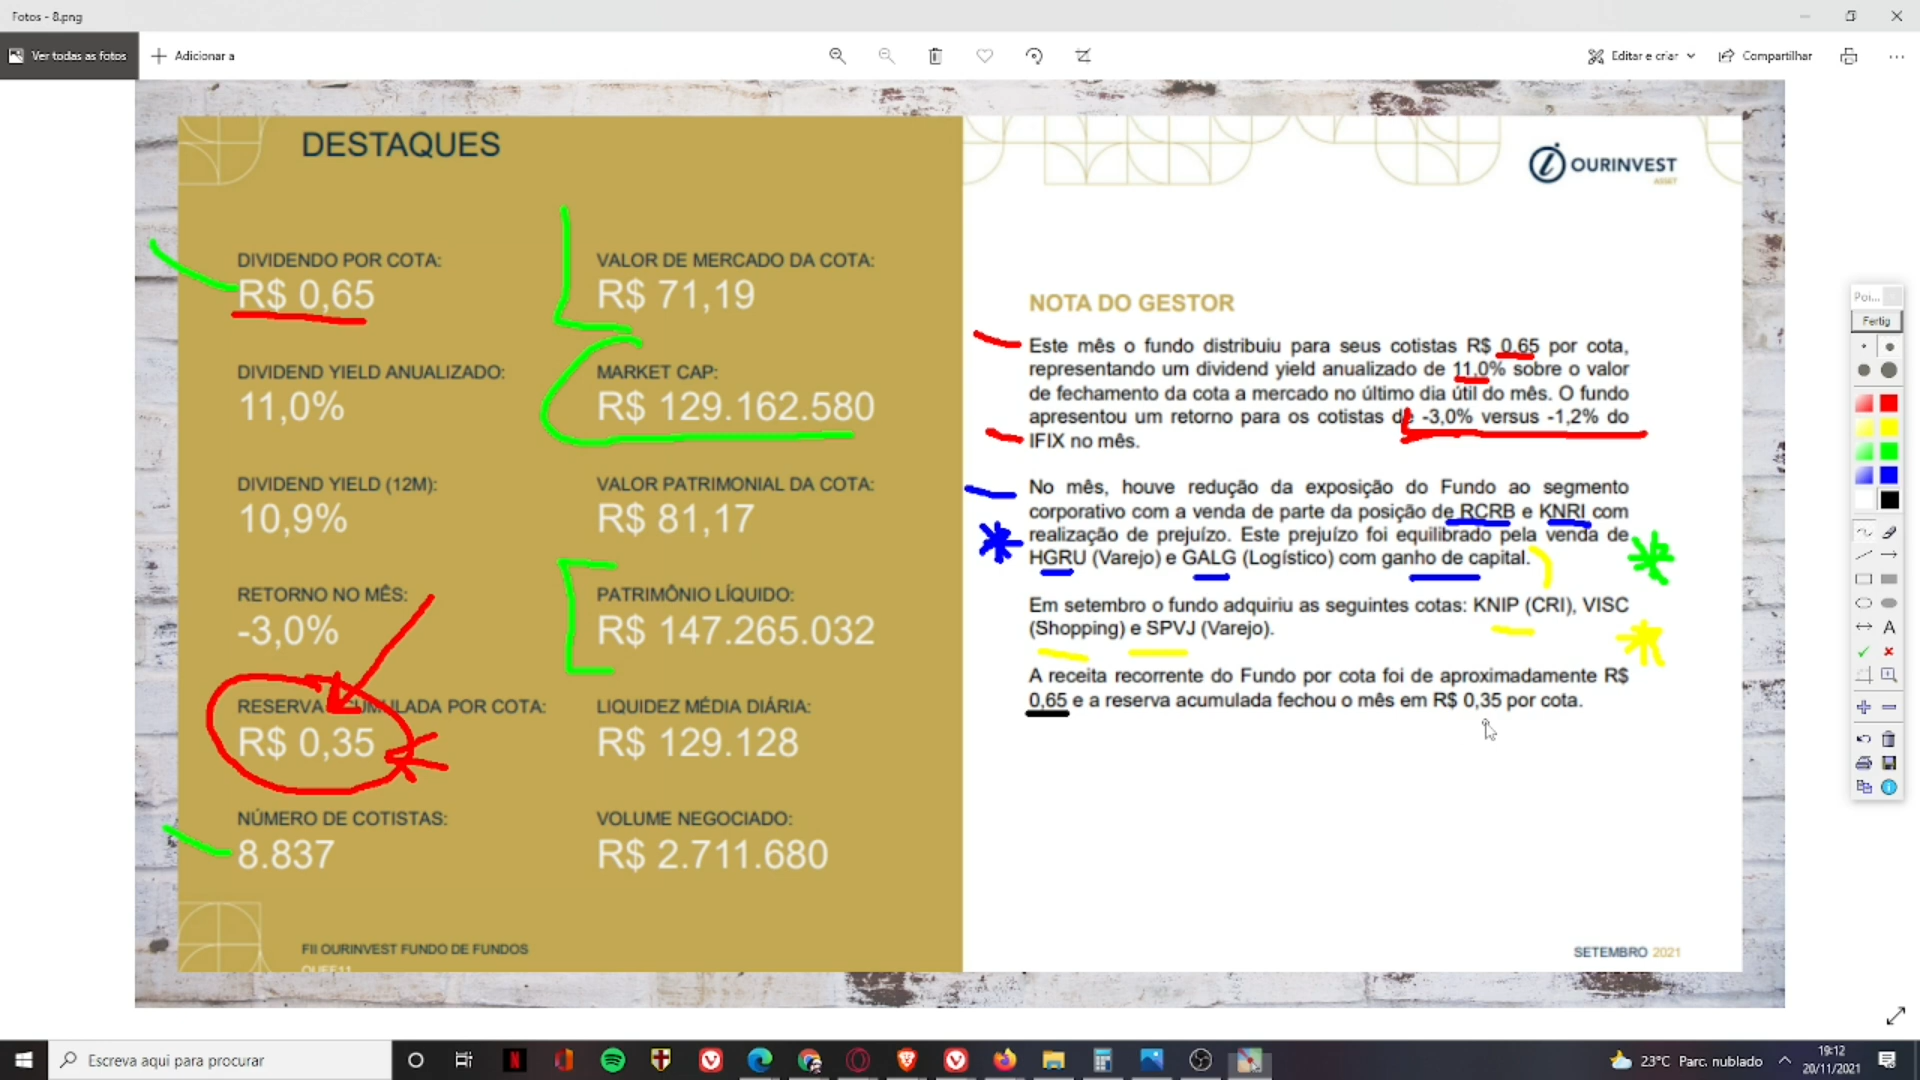 Fotos - 8.png
Ver todas as fotos
Adicionar a
Editar e criar
Compartilhar
DESTAQUES
DIVIDENDO POR COTA:
R$ 0,65
DIVIDEND YIELD ANUALIZADO:
11,0%
DIVIDEND YIELD (12M):
10,9%
RETORNO NO MÊS:
-3,0%
RESERVA ACUMULADA POR COTA:
R$ 0,35
NÚMERO DE COTISTAS:
8.837
VALOR DE MERCADO DA COTA:
R$ 71,19
MARKET CAP:
R$ 129.162.580
VALOR PATRIMONIAL DA COTA:
R$ 81,17
PATRIMÔNIO LÍQUIDO:
R$ 147.265.032
LIQUIDEZ MÉDIA DIÁRIA:
R$ 129.128
VOLUME NEGOCIADO:
R$ 2.711.680
FII OURINVEST FUNDO DE FUNDOS
OURINVEST
ASSET
NOTA DO GESTOR
Este mês o fundo distribuiu para seus cotistas R$ 0,65 por cota,
representando um dividend yield anualizado de 11,0% sobre o valor
de fechamento da cota a mercado no último dia útil do mês. O fundo
apresentou um retorno para os cotistas de -3,0% versus -1,2% do
IFIX no mês.
No mês, houve redução da exposição do Fundo ao segmento
corporativo com a venda de parte da posição de RCRB e KNRI com
realização de prejuízo. Este prejuízo foi equilibrado pela venda de
HGRU (Varejo) e GALG (Logístico) com ganho de capital.
Em setembro o fundo adquiriu as seguintes cotas: KNIP (CRI), VISC
(Shopping) e SPVJ (Varejo).
A receita recorrente do Fundo por cota foi de aproximadamente R$
0,65 e a reserva acumulada fechou o mês em R$ 0,35 por cota.
SETEMBRO 2021
Poi...
Fertig
A
Escreva aqui para procurar
23°C Parc. nublado
19:12
20/11/2021